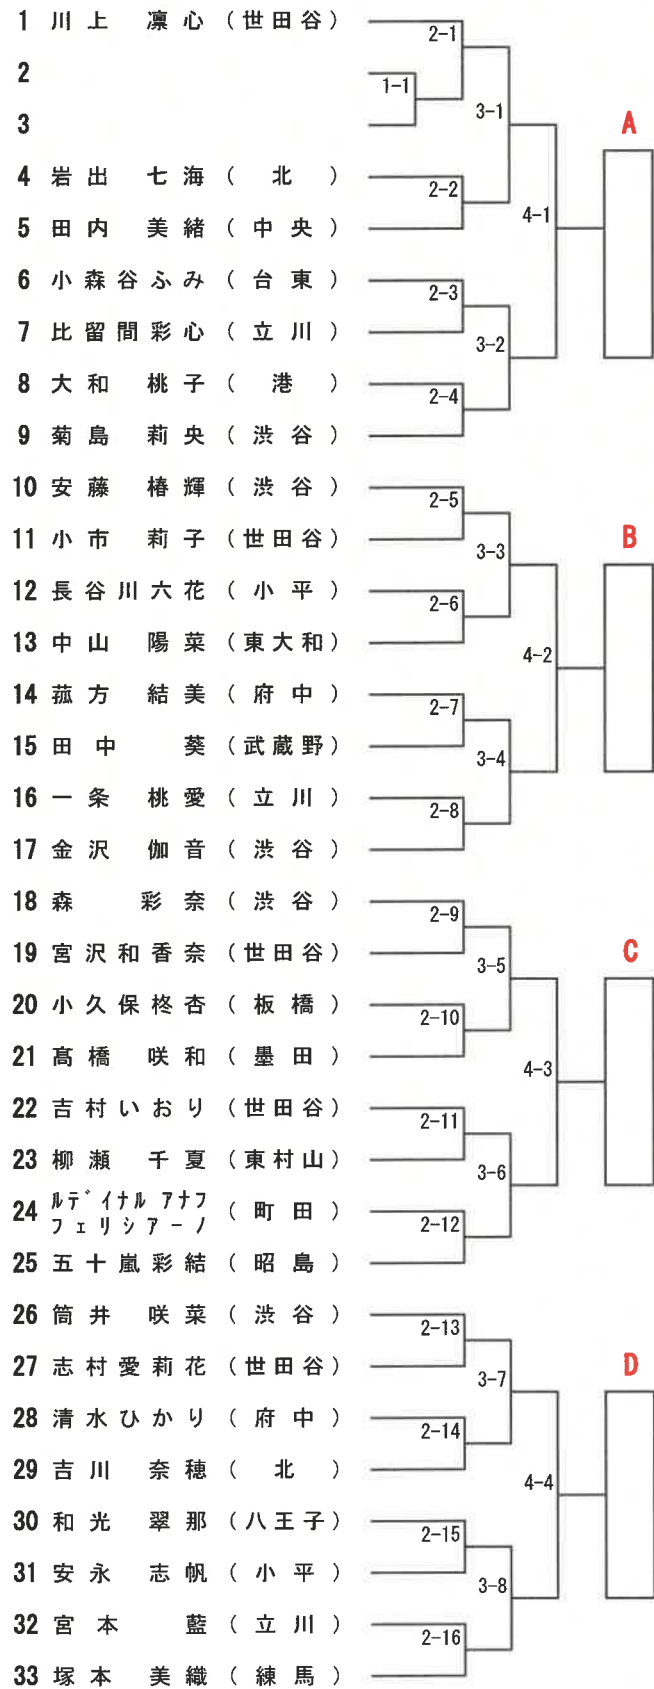 1 川上 凛心 (世田谷)
2-1
2
1-1
3-1
3
A
4 岩出 七海 (北)
2-2
4-1
5 田内 美緒 (中央)
6 小森谷ふみ (台東)
2-3
7 比留間彩心 (立川)
3-2
8 大和 桃子 (港)
2-4
9 菊島 莉央 (渋谷)
10 安藤 椿輝 (渋谷)
2-5
11 小市 莉子 (世田谷)
3-3
B
12 長谷川六花 (小平)
2-6
13 中山 陽菜 (東大和)
4-2
14 菰方 結美 (府中)
2-7
15 田中 葵 (武蔵野)
3-4
16 一条 桃愛 (立川)
2-8
17 金沢 伽音 (渋谷)
18 森 彩奈 (渋谷)
2-9
19 宮沢和香奈 (世田谷)
3-5
C
20 小久保柊杏 (板橋)
2-10
21 髙橋 咲和 (墨田)
4-3
22 吉村いおり (世田谷)
2-11
23 柳瀬 千夏 (東村山)
3-6
24 ルディナル アナフ
フェリシアーノ (町田)
2-12
25 五十嵐彩結 (昭島)
26 筒井 咲菜 (渋谷)
2-13
27 志村愛莉花 (世田谷)
3-7
D
28 清水ひかり (府中)
2-14
29 吉川 奈穂 (北)
4-4
30 和光 翠那 (八王子)
2-15
31 安永 志帆 (小平)
3-8
32 宮本 藍 (立川)
2-16
33 塚本 美織 (練馬)